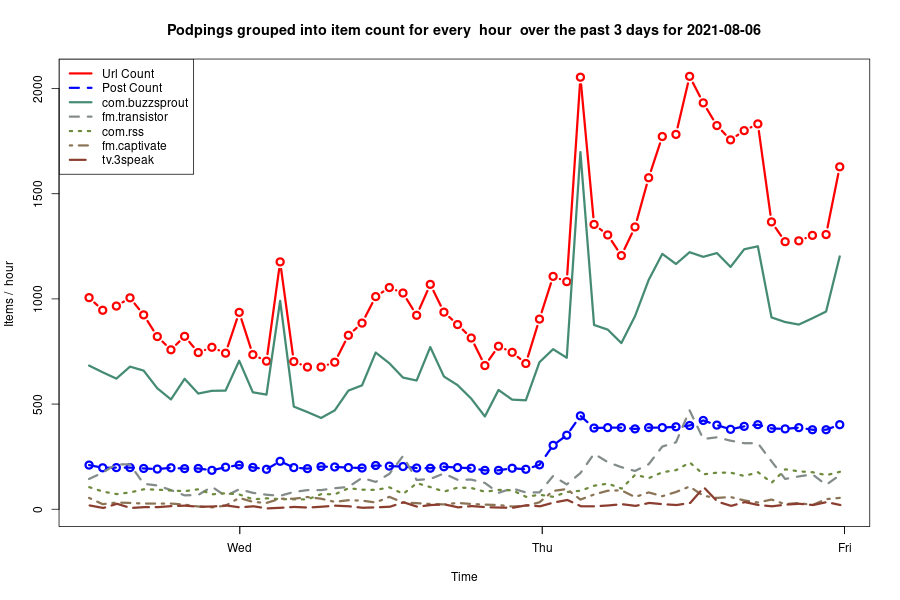 Podpings grouped into item count for every  hour  over the past 3 days for 2021-08-06
Url Count
Post Count
com.buzzsprout
fm.transistor
com.rss
fm.captivate
tv.3speak
Items /  hour
2000
1500
1000
500
0
Wed
Thu
Fri
Time